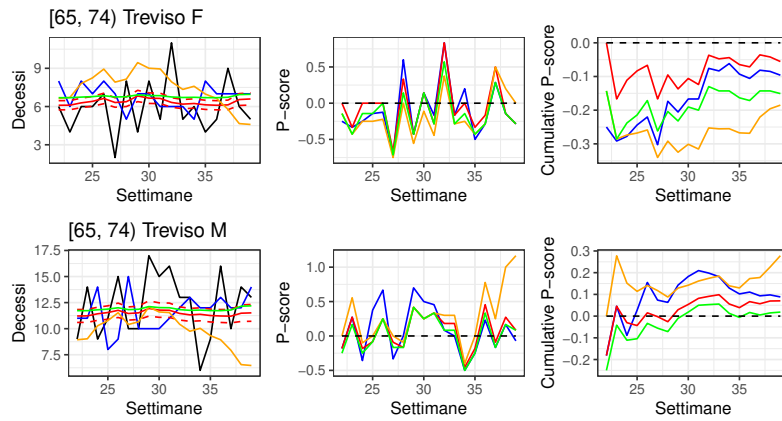 [65, 74) Treviso F
Decessi
9
6
3
25 30 35
Settimane
P-score
0.5
0.0
−0.5
25 30 35
Settimane
Cumulative P-score
0.0
−0.1
−0.2
−0.3
25 30 35
Settimane
[65, 74) Treviso M
Decessi
17.5
15.0
12.5
10.0
7.5
25 30 35
Settimane
P-score
1.0
0.5
0.0
−0.5
25 30 35
Settimane
Cumulative P-score
0.3
0.2
0.1
0.0
−0.1
−0.2
25 30 35
Settimane